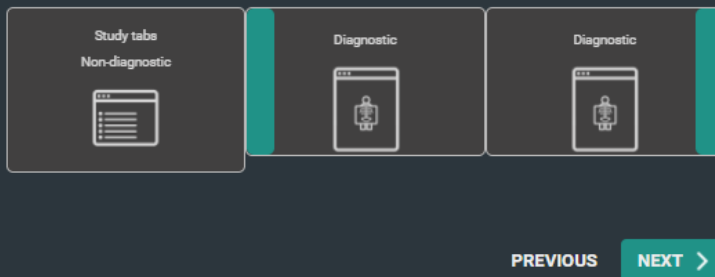 Study tabs
Non-diagnostic
Diagnostic
Diagnostic
PREVIOUS
NEXT